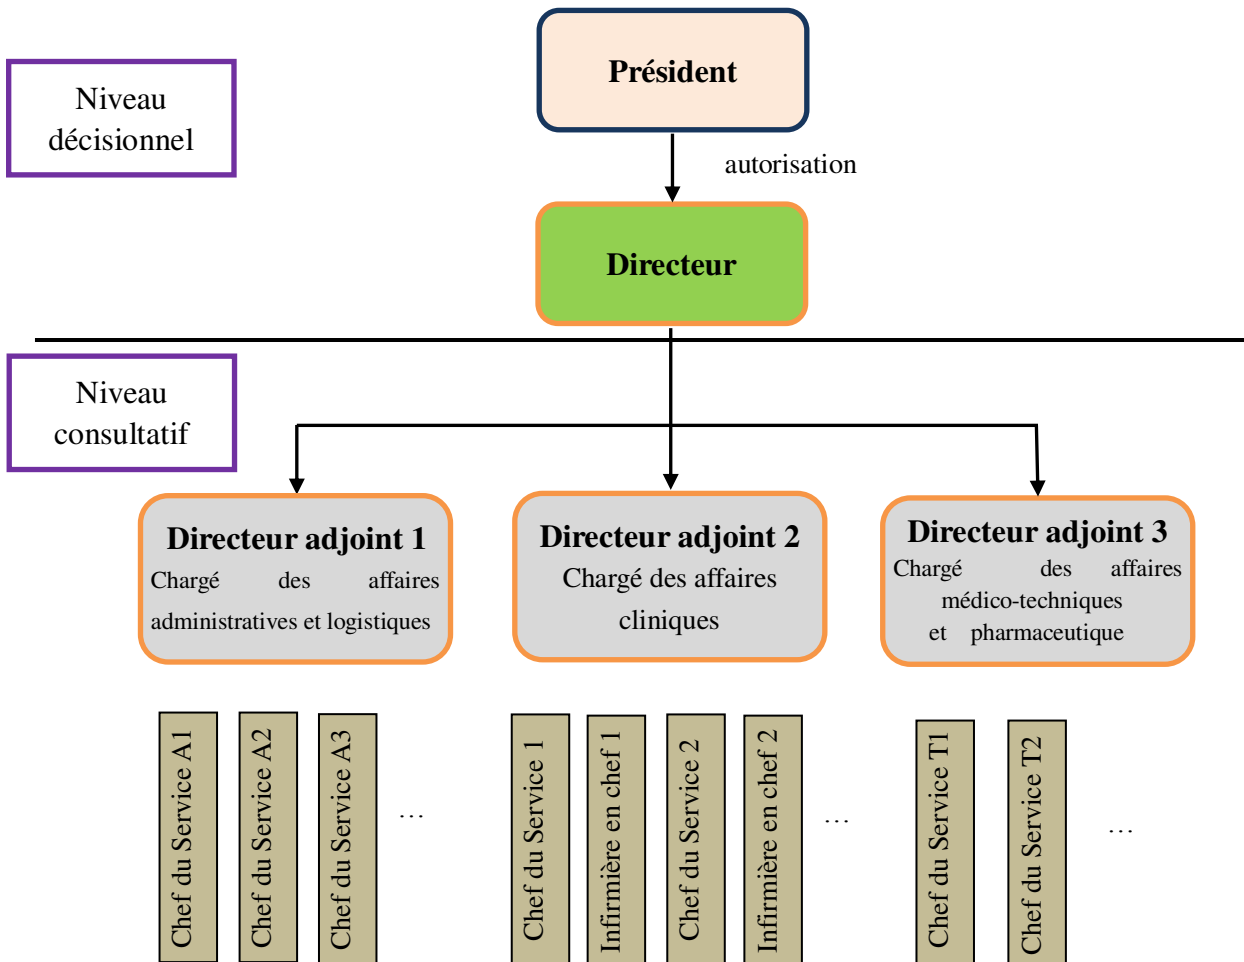 Président
Niveau
décisionnel
autorisation
Directeur
Niveau
consultatif
Directeur adjoint 1
Chargé des affaires
administratives et logistiques
Directeur adjoint 2
Chargé des affaires
cliniques
Directeur adjoint 3
Chargé des affaires
médico-techniques
et pharmaceutique
Chef du Service A1
Chef du Service A2
Chef du Service A3
…
Chef du Service 1
Infirmière en chef 1
Chef du Service 2
Infirmière en chef 2
…
Chef du Service T1
Chef du Service T2
…